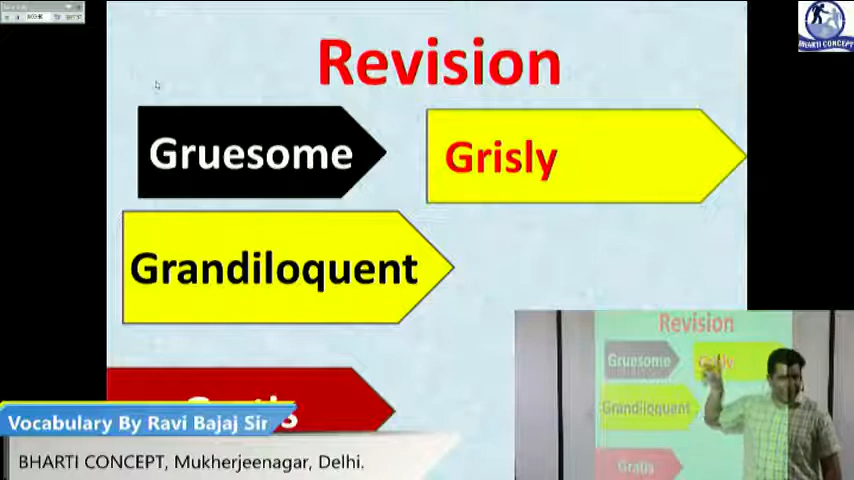 Revision
Gruesome
Grisly
Grandiloquent
Vocabulary By Ravi Bajaj Sir
BHARTI CONCEPT, Mukherjeenagar, Delhi.
BHARTI CONCEPT
Revision
Gruesome
Grandiloquent
Gratis